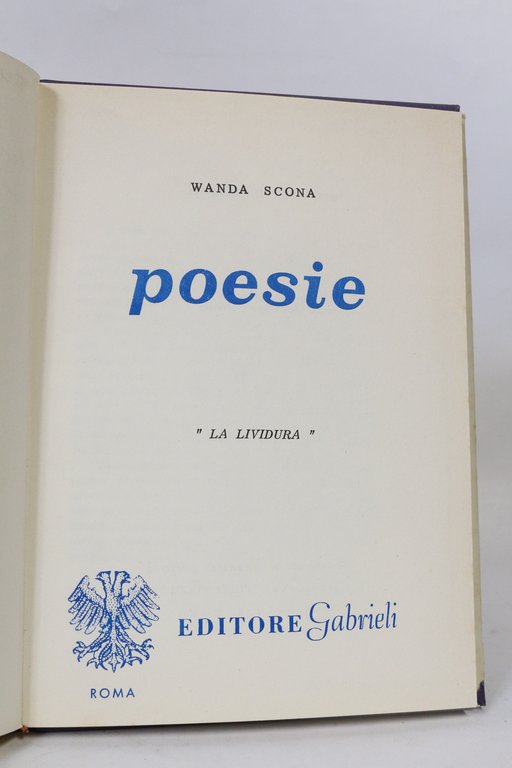 WANDA SCONA
poesie
" LA LIVIDURA "
EDITORE Gabrieli
ROMA